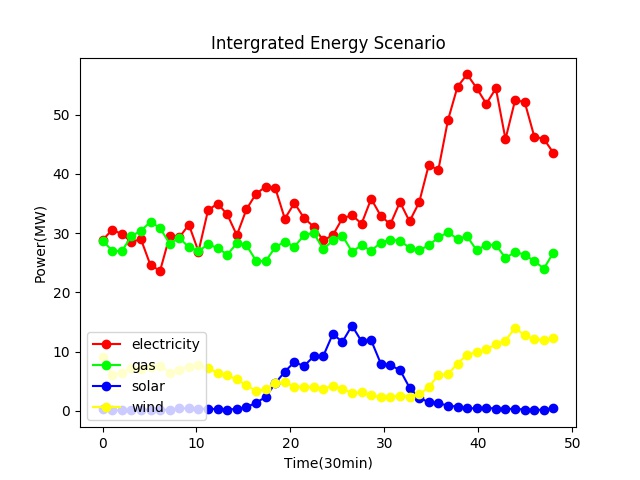 Intergrated Energy Scenario
Power(MW)
50
40
30
20
10
0
electricity
gas
solar
wind
0 10 20 30 40 50
Time(30min)